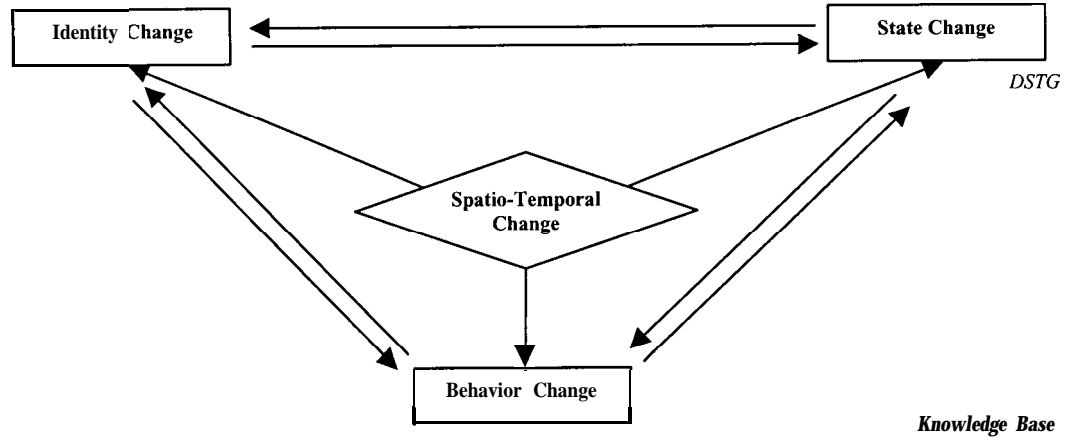 Identity Change
State Change
DSTG
Spatio-Temporal
Change
Behavior Change
Knowledge Base